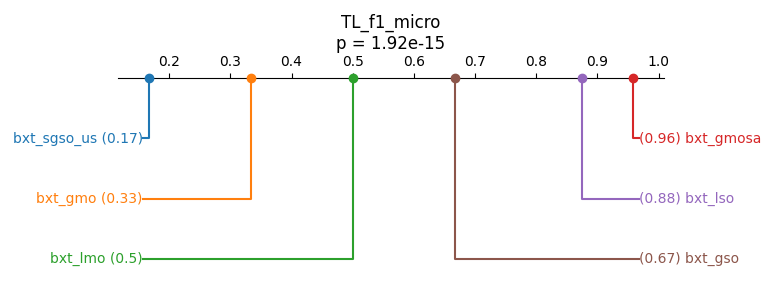 TL_f1_micro
p = 1.92e-15
0.2 0.3 0.4 0.5 0.6 0.7 0.8 0.9 1.0
bxt_sgso_us (0.17) (0.96) bxt_gmosa
bxt_gmo (0.33) (0.88) bxt_lso
bxt_lmo (0.5) (0.67) bxt_gso